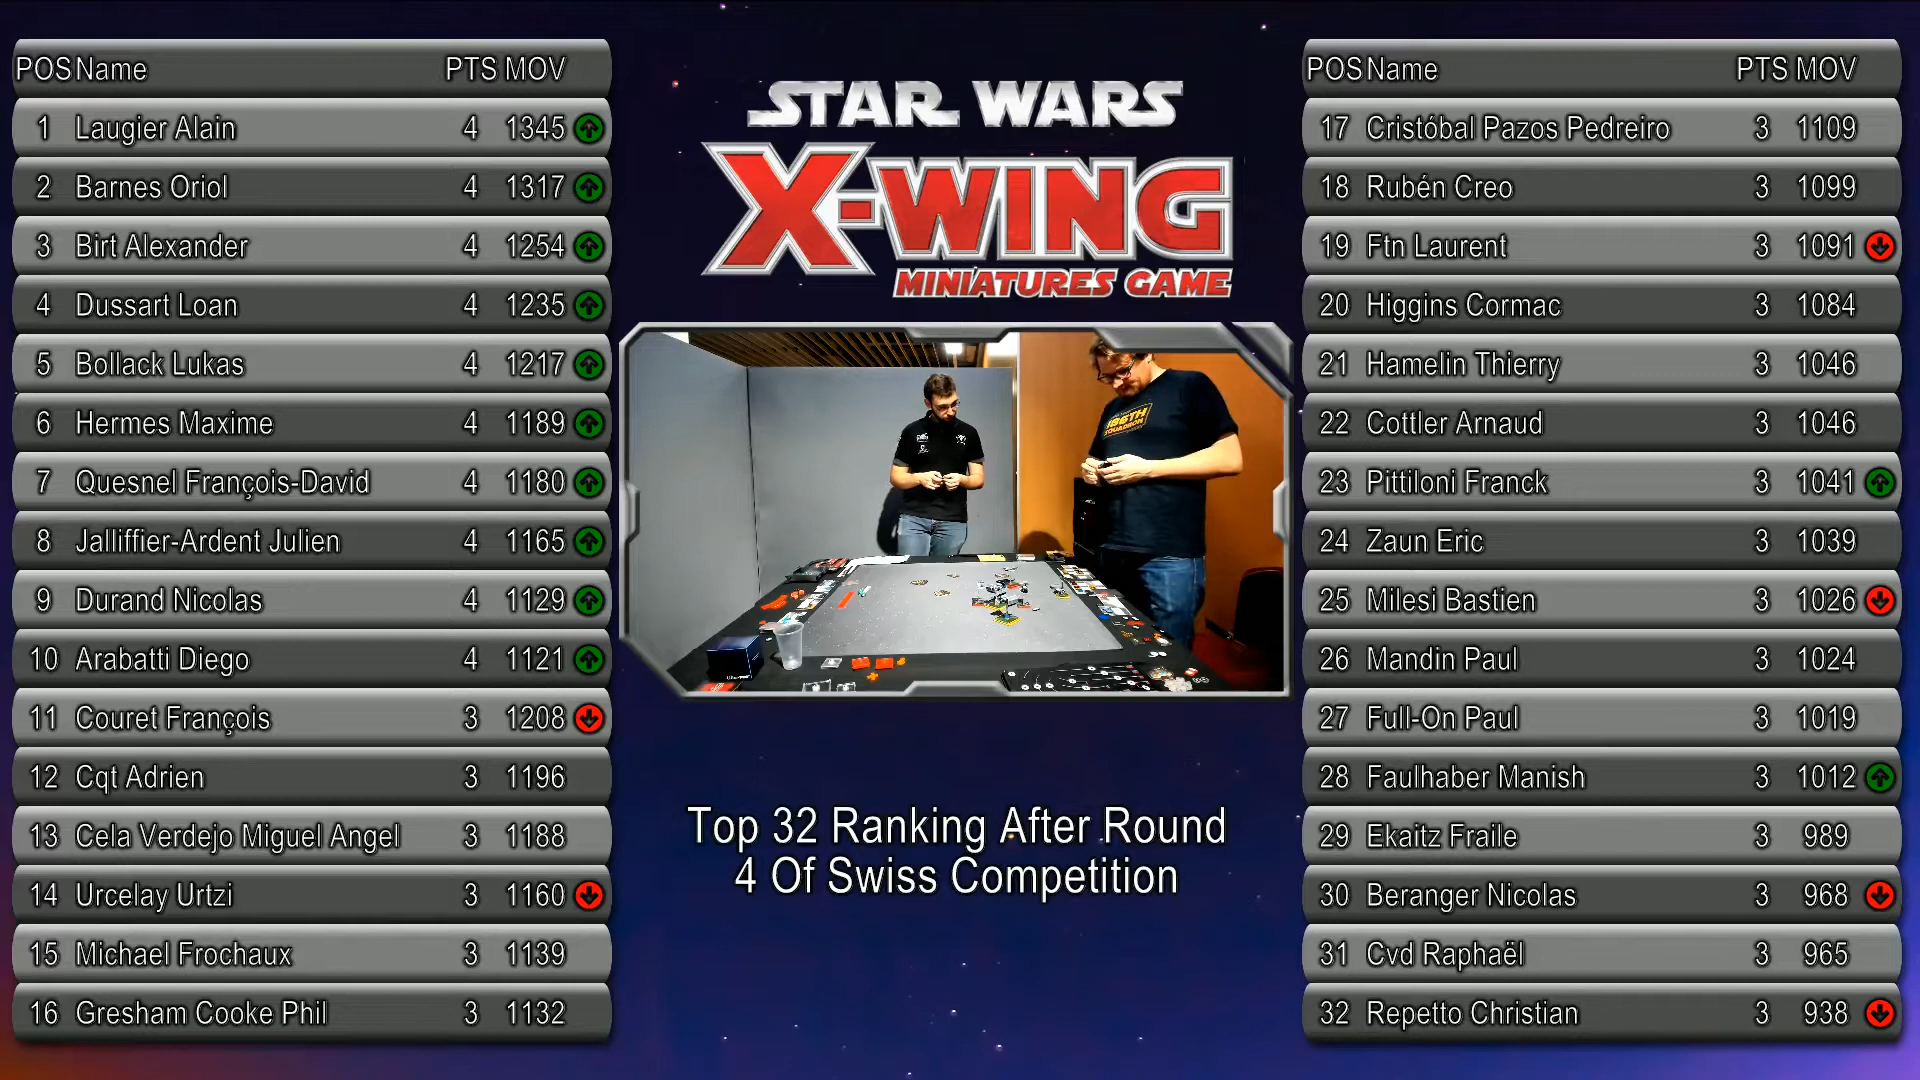 POS Name PTS MOV
1 Laugier Alain 4 1345
2 Barnes Oriol 4 1317
3 Birt Alexander 4 1254
4 Dussart Loan 4 1235
5 Bollack Lukas 4 1217
6 Hermes Maxime 4 1189
7 Quesnel François-David 4 1180
8 Jalliffier-Ardent Julien 4 1165
9 Durand Nicolas 4 1129
10 Arabatti Diego 4 1121
11 Couret François 3 1208
12 Cqt Adrien 3 1196
13 Cela Verdejo Miguel Angel 3 1188
14 Urcelay Urtzi 3 1160
15 Michael Frochaux 3 1139
16 Gresham Cooke Phil 3 1132
STAR WARS
X-WING
MINIATURES GAME
186TH
SQUADRON
Top 32 Ranking After Round
4 Of Swiss Competition
POS Name PTS MOV
17 Cristóbal Pazos Pedreiro 3 1109
18 Rubén Creo 3 1099
19 Ftn Laurent 3 1091
20 Higgins Cormac 3 1084
21 Hamelin Thierry 3 1046
22 Cottler Arnaud 3 1046
23 Pittiloni Franck 3 1041
24 Zaun Eric 3 1039
25 Milesi Bastien 3 1026
26 Mandin Paul 3 1024
27 Full-On Paul 3 1019
28 Faulhaber Manish 3 1012
29 Ekaitz Fraile 3 989
30 Beranger Nicolas 3 968
31 Cvd Raphaël 3 965
32 Repetto Christian 3 938